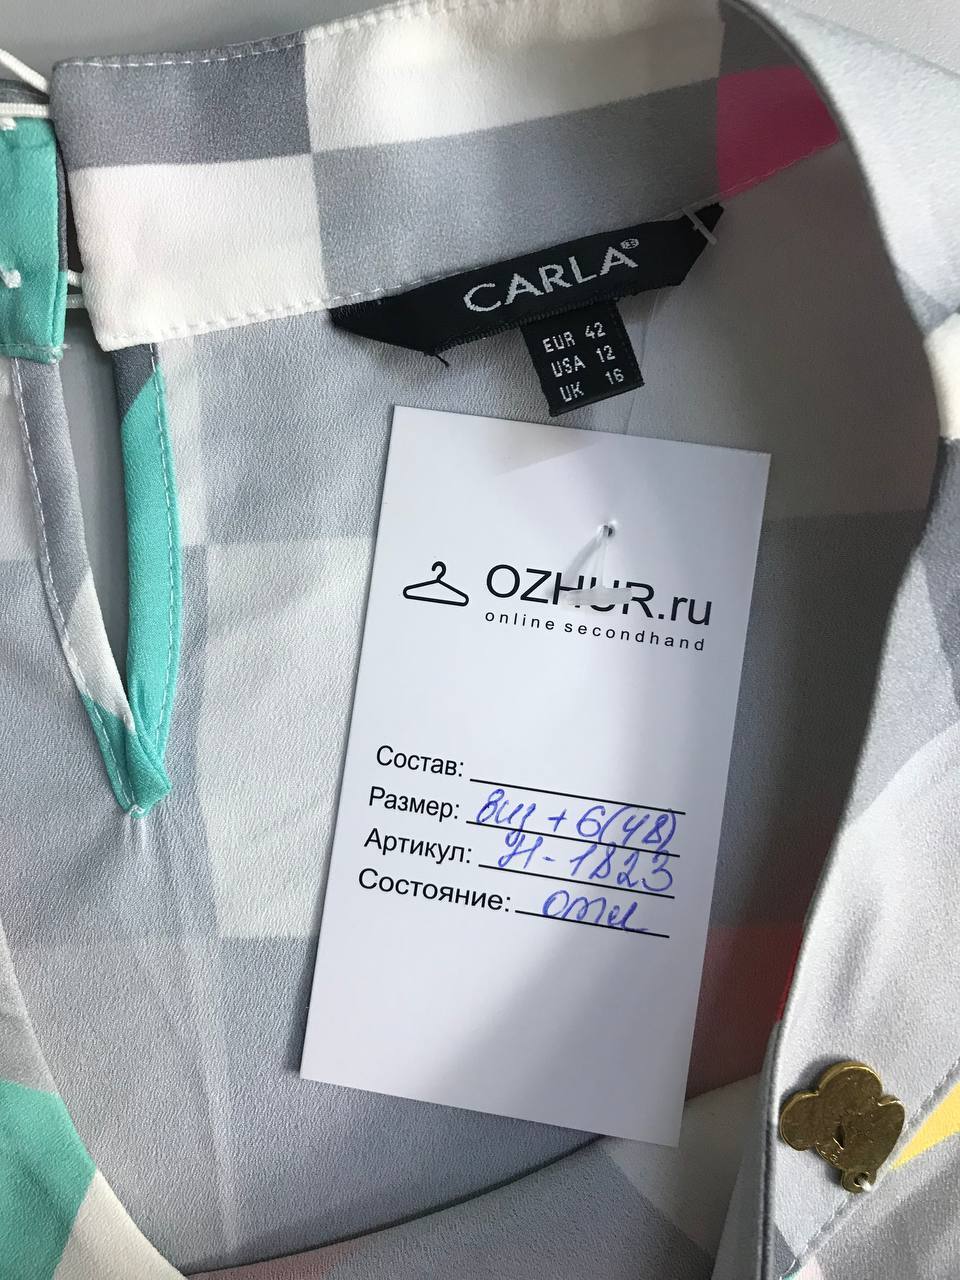 CARLA
EUR 42
USA 12
UK 16
OZHUR.ru
online secondhand
Состав:
Размер: +6(48)
Артикул: Н-1823
Состояние: отл